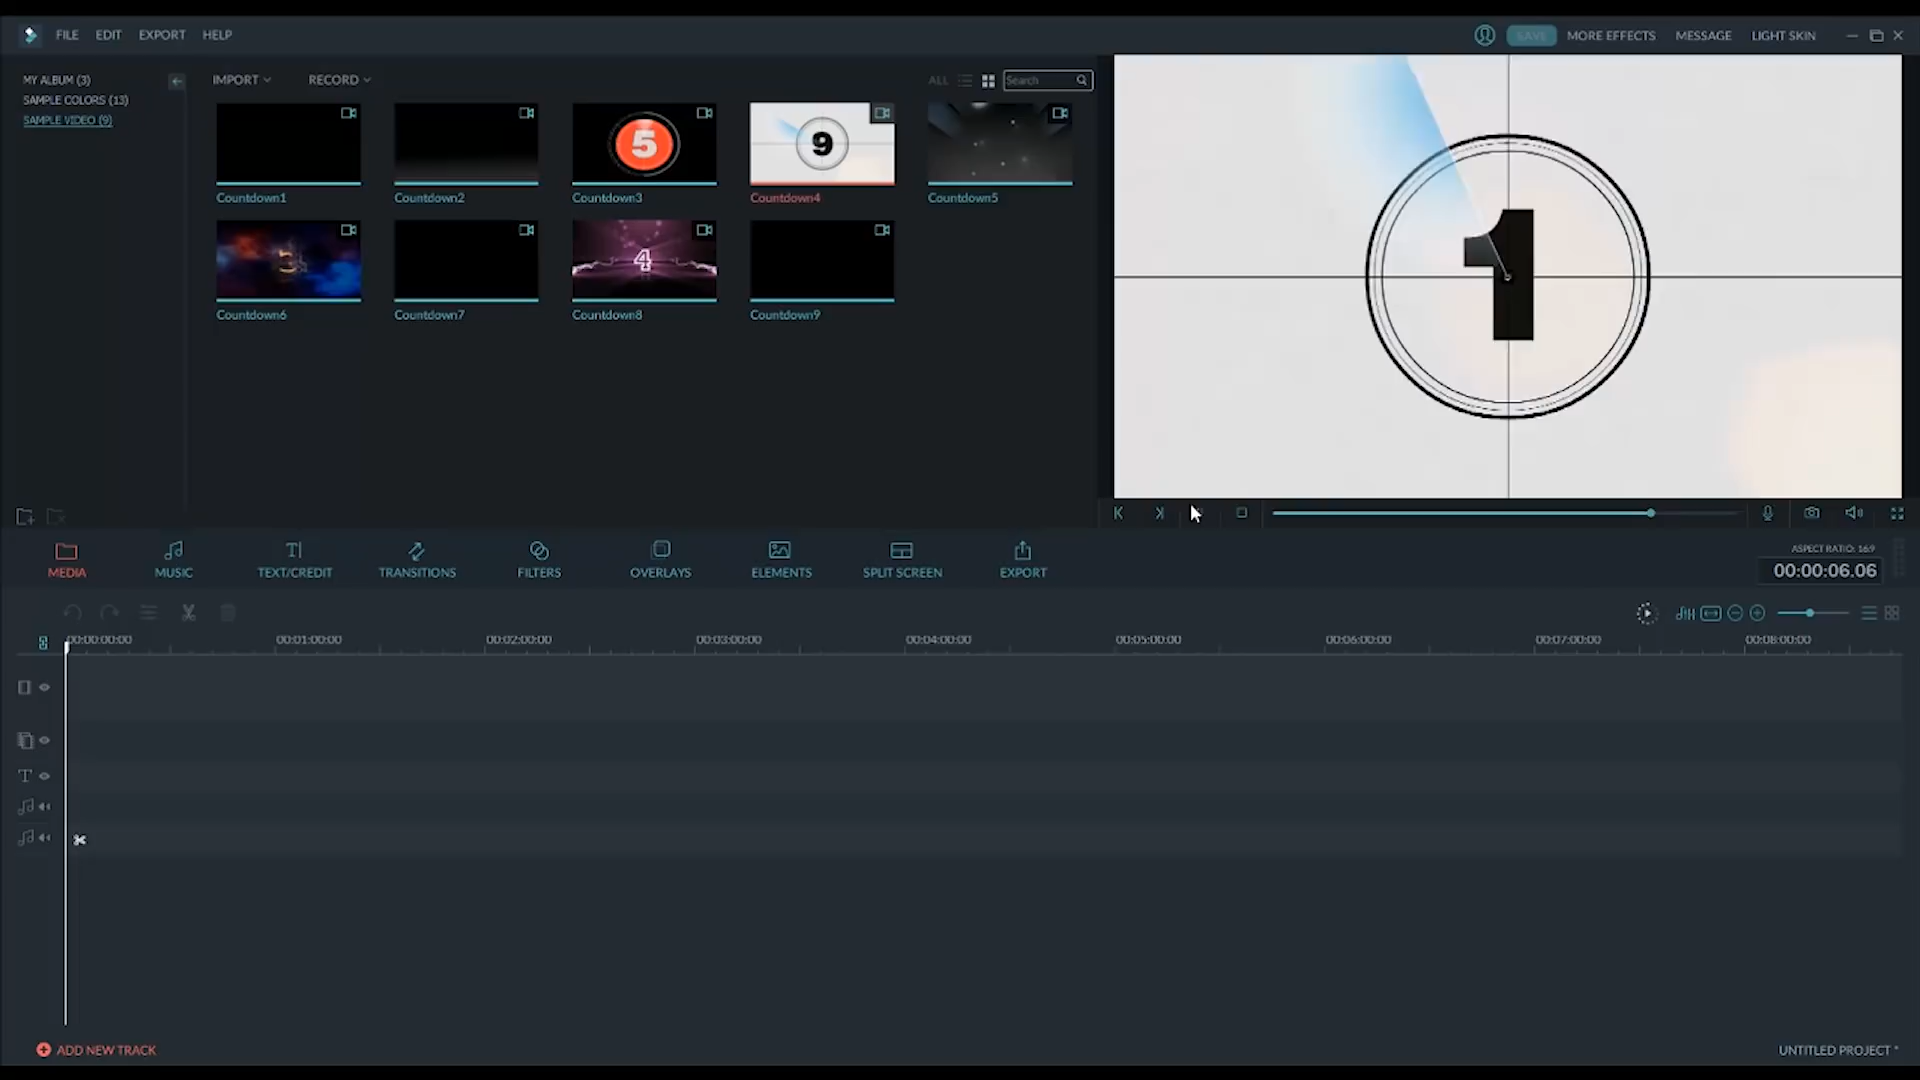 FILE EDIT EXPORT HELP
SAVE MORE EFFECTS MESSAGE LIGHT SKIN
MY ALBUM (3)
SAMPLE COLORS (13)
SAMPLE VIDEO (9)
IMPORT RECORD ALL Search
5
9
Countdown1 Countdown2 Countdown3 Countdown4 Countdown5
3
4
Countdown6 Countdown7 Countdown8 Countdown9
1
MEDIA MUSIC TEXT/CREDIT TRANSITIONS FILTERS OVERLAYS ELEMENTS SPLIT SCREEN EXPORT
ASPECT RATIO: 16:9
00:00:06.06
00:00:00:00 00:01:00:00 00:02:00:00 00:03:00:00 00:04:00:00 00:05:00:00 00:06:00:00 00:07:00:00 00:08:00:00
ADD NEW TRACK
UNTITLED PROJECT *